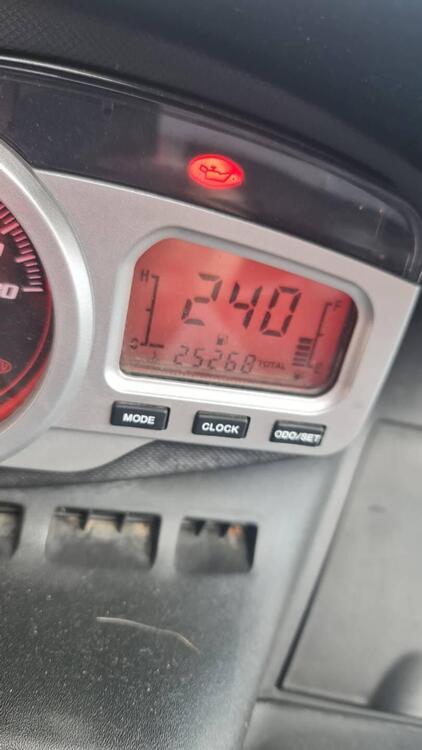 H
240
F
25268 TOTAL
C
E
MODE
CLOCK
ODO/SET